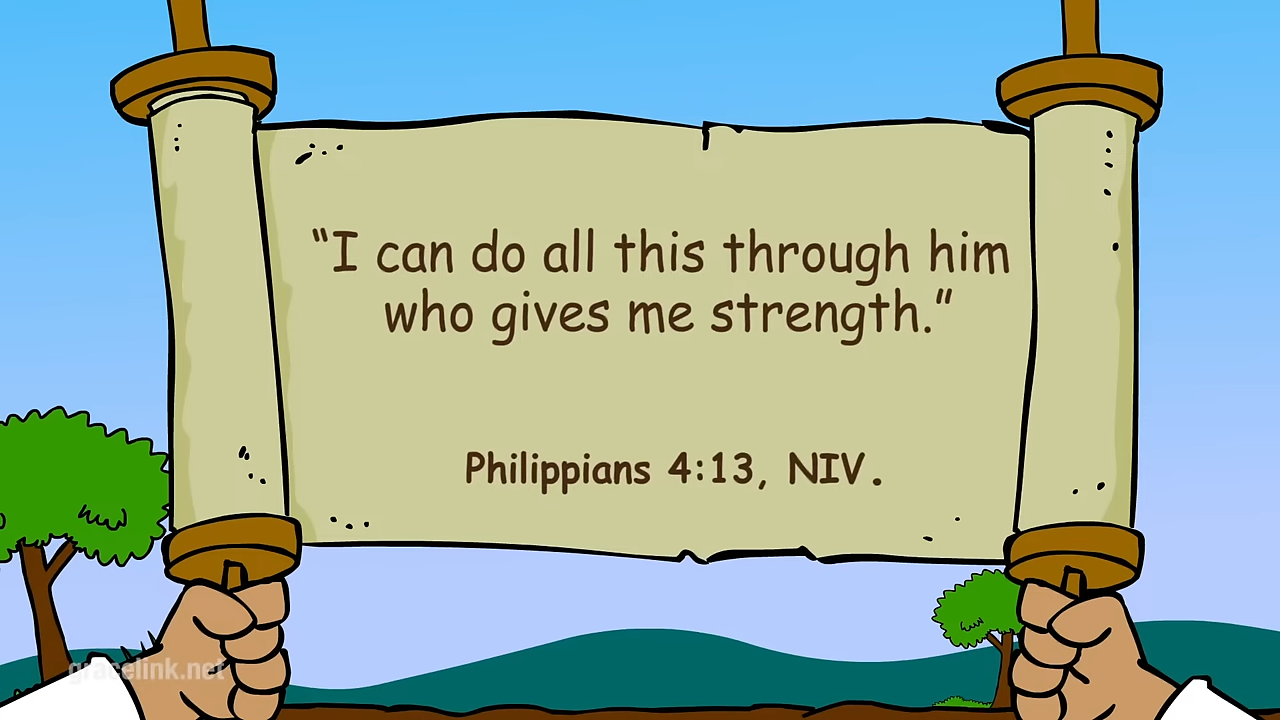 “I can do all this through him
who gives me strength.”
Philippians 4:13, NIV.
gracelink.net